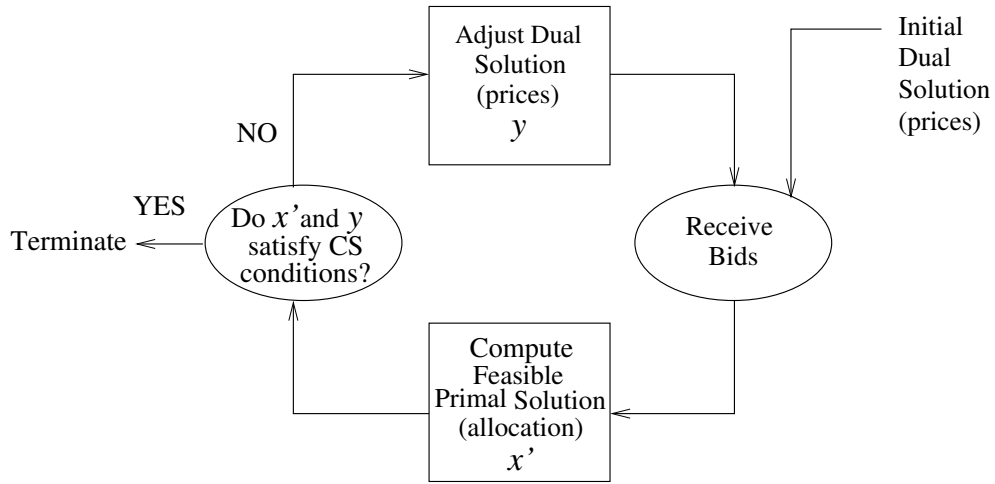 Adjust Dual
Solution
(prices)
y
Initial
Dual
Solution
(prices)
NO
YES
Terminate
Do x’ and y
satisfy CS
conditions?
Receive
Bids
Compute
Feasible
Primal Solution
(allocation)
x’